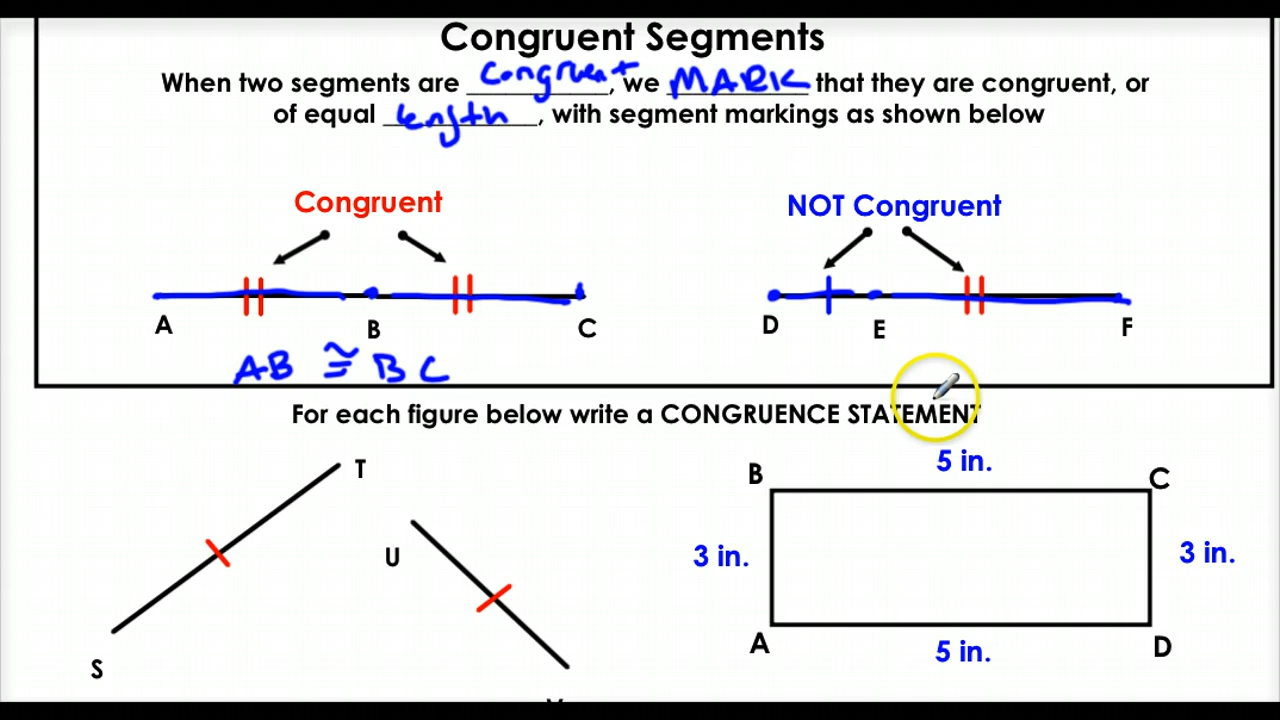 Congruent Segments
When two segments are congruent, we MARK that they are congruent, or
of equal length, with segment markings as shown below
Congruent
NOT Congruent
A B C
D E F
AB ≅ BC
For each figure below write a CONGRUENCE STATEMENT
T
S
U
B 5 in. C
3 in. 3 in.
A 5 in. D